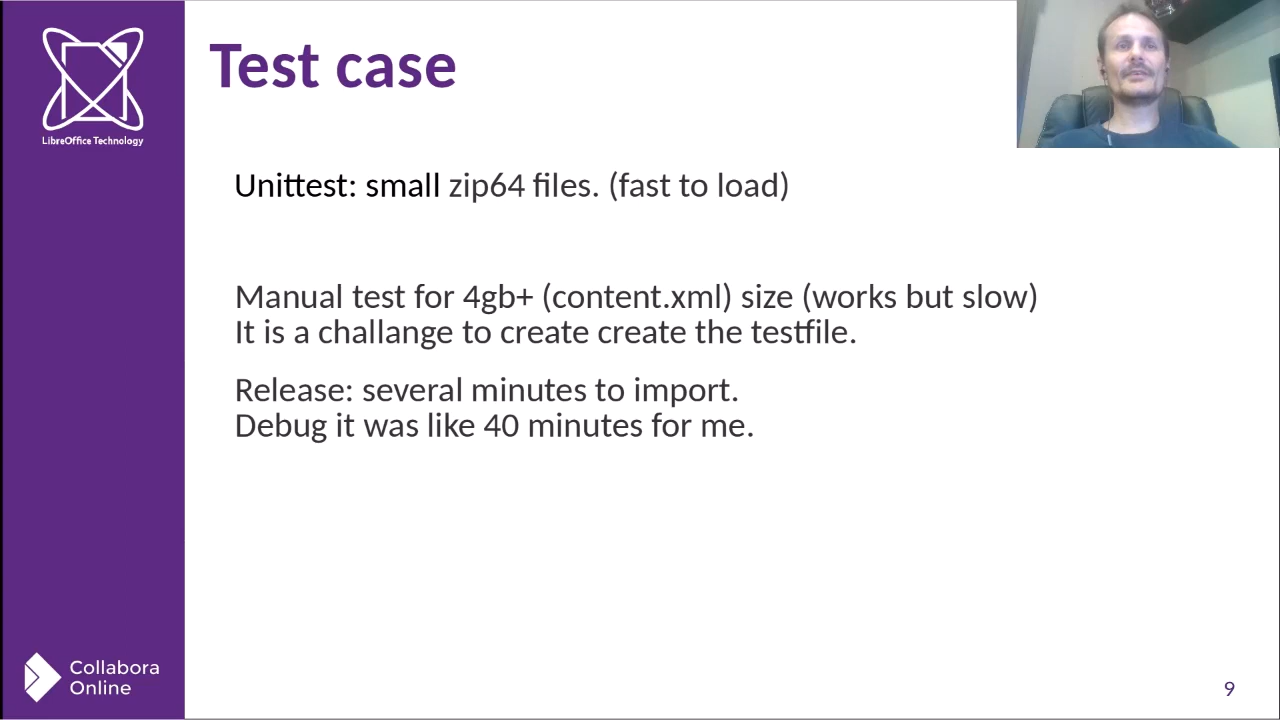 LibreOffice Technology
Test case
Unittest: small zip64 files. (fast to load)
Manual test for 4gb+ (content.xml) size (works but slow)
It is a challange to create create the testfile.
Release: several minutes to import.
Debug it was like 40 minutes for me.
Collabora
Online
9